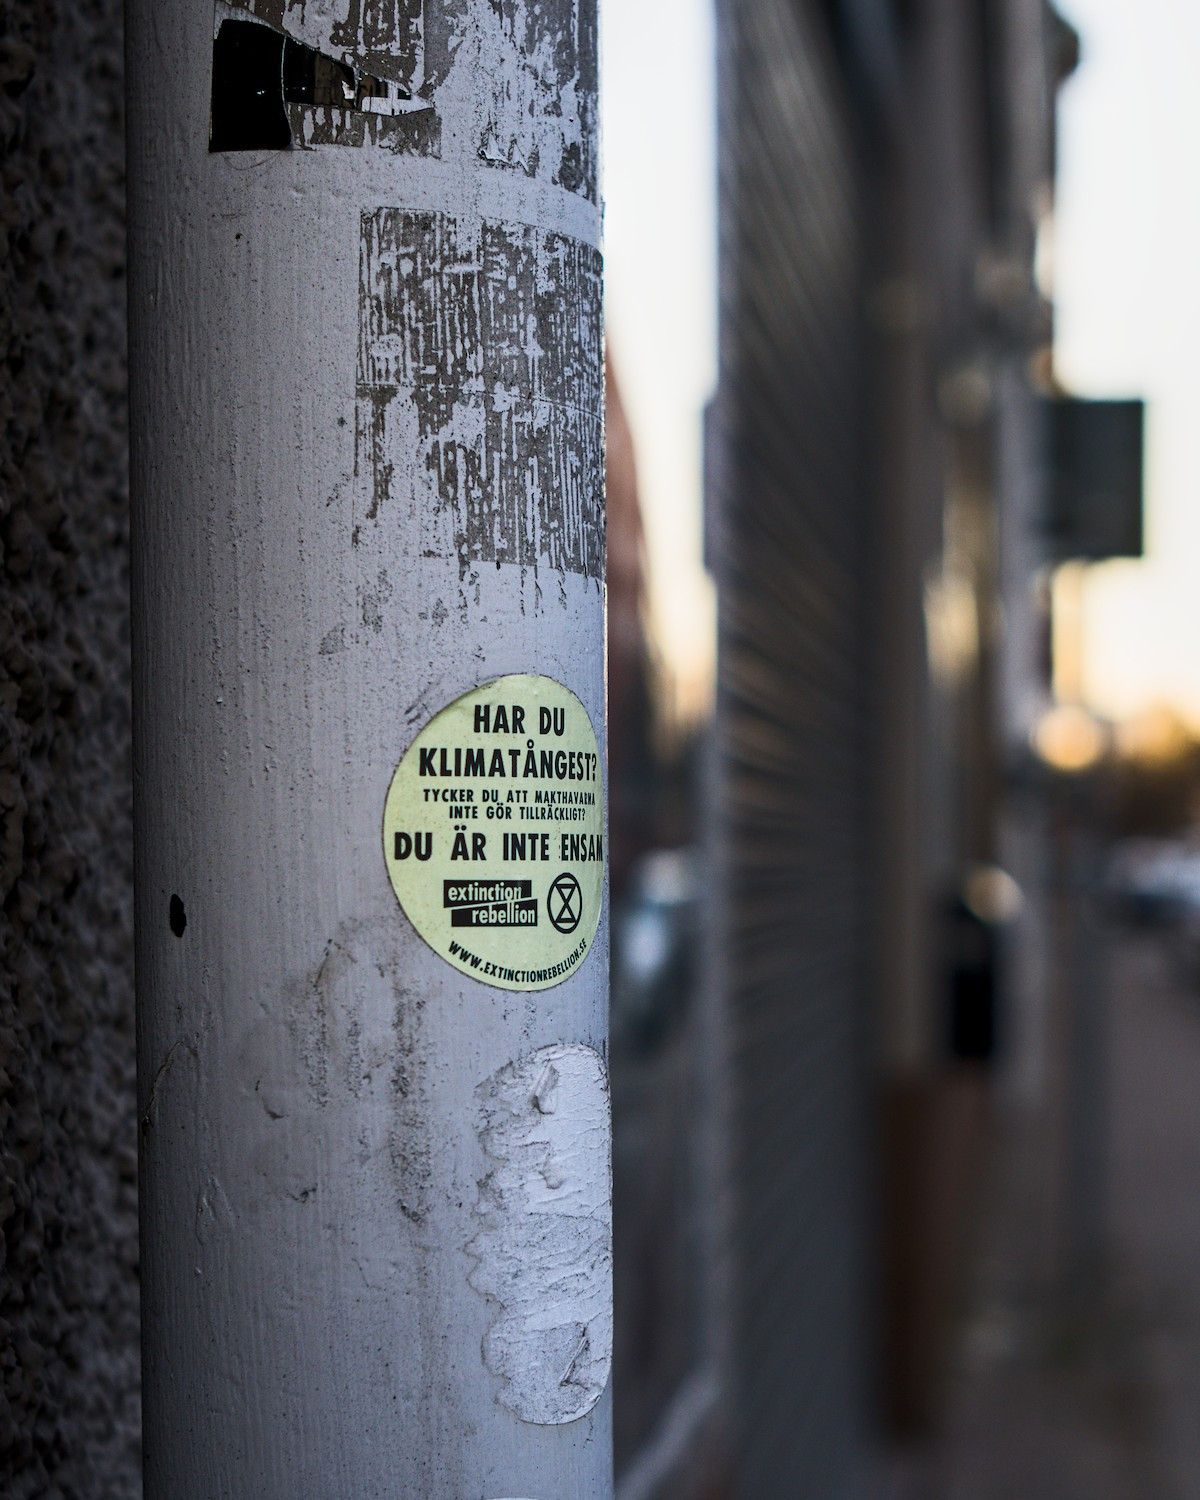 HAR DU
KLIMATÅNGEST?
TYCKER DU ATT MAKTHAVARNA
INTE GÖR TILLRÄCKLIGT?
DU ÄR INTE ENSAM
extinction
rebellion
WWW.EXTINCTIONREBELLION.SE